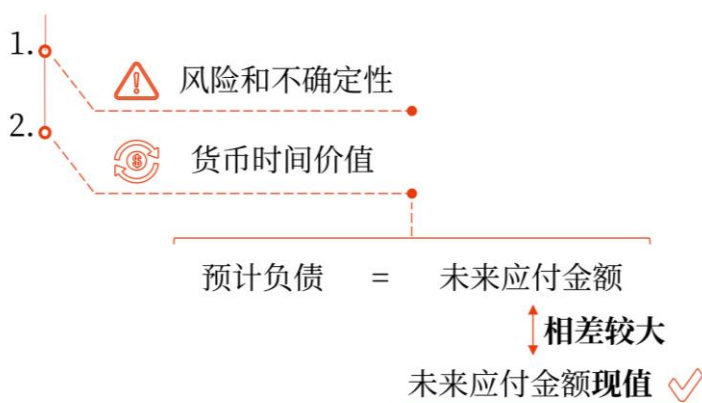 1.
风险和不确定性
2.
货币时间价值
预计负债 = 未来应付金额
相差较大
未来应付金额现值